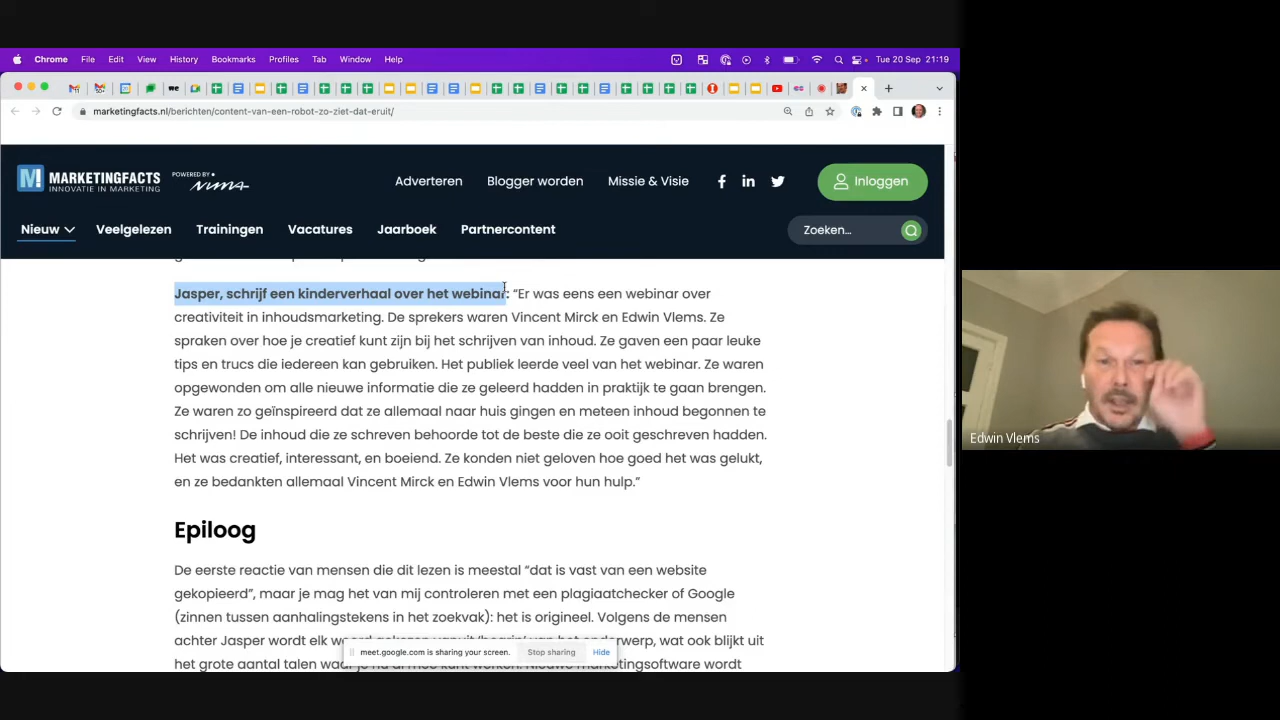 Chrome File Edit View History Bookmarks Profiles Tab Window Help Tue 20 Sep 21:19
marketingfacts.nl/berichten/content-van-een-robot-zo-ziet-dat-eruit/
M! MARKETINGFACTS
INNOVATIE IN MARKETING
POWERED BY
Adverteren Blogger worden Missie & Visie Inloggen
Nieuw Veelgelezen Trainingen Vacatures Jaarboek Partnercontent Zoeken...
Jasper, schrijf een kinderverhaal over het webinar: “Er was eens een webinar over
creativiteit in inhoudsmarketing. De sprekers waren Vincent Mirck en Edwin Vlems. Ze
spraken over hoe je creatief kunt zijn bij het schrijven van inhoud. Ze gaven een paar leuke
tips en trucs die iedereen kan gebruiken. Het publiek leerde veel van het webinar. Ze waren
opgewonden om alle nieuwe informatie die ze geleerd hadden in praktijk te gaan brengen.
Ze waren zo geïnspireerd dat ze allemaal naar huis gingen en meteen inhoud begonnen te
schrijven! De inhoud die ze schreven behoorde tot de beste die ze ooit geschreven hadden.
Het was creatief, interessant, en boeiend. Ze konden niet geloven hoe goed het was gelukt,
en ze bedankten allemaal Vincent Mirck en Edwin Vlems voor hun hulp.”
Epiloog
De eerste reactie van mensen die dit lezen is meestal “dat is vast van een website
gekopieerd”, maar je mag het van mij controleren met een plagiaatchecker of Google
(zinnen tussen aanhalingstekens in het zoekvak): het is origineel. Volgens de mensen
achter Jasper wordt elk van het onderwerp, wat ook blijkt uit
het grote aantal talen
meet.google.com is sharing your screen. Stop sharing Hide
Edwin Vlems